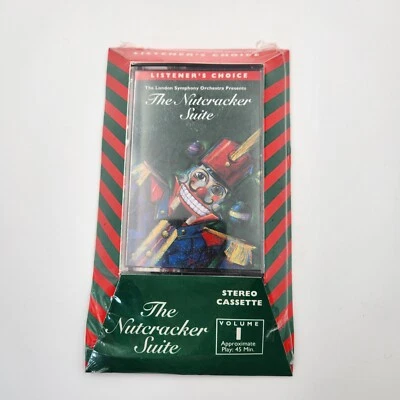 LISTENER'S CHOICE
LISTENER'S CHOICE
The London Symphony Orchestra Presents
The Nutcracker
Suite
The
Nutcracker
Suite
STEREO
CASSETTE
VOLUME
I
Approximate
Play: 45 Min.